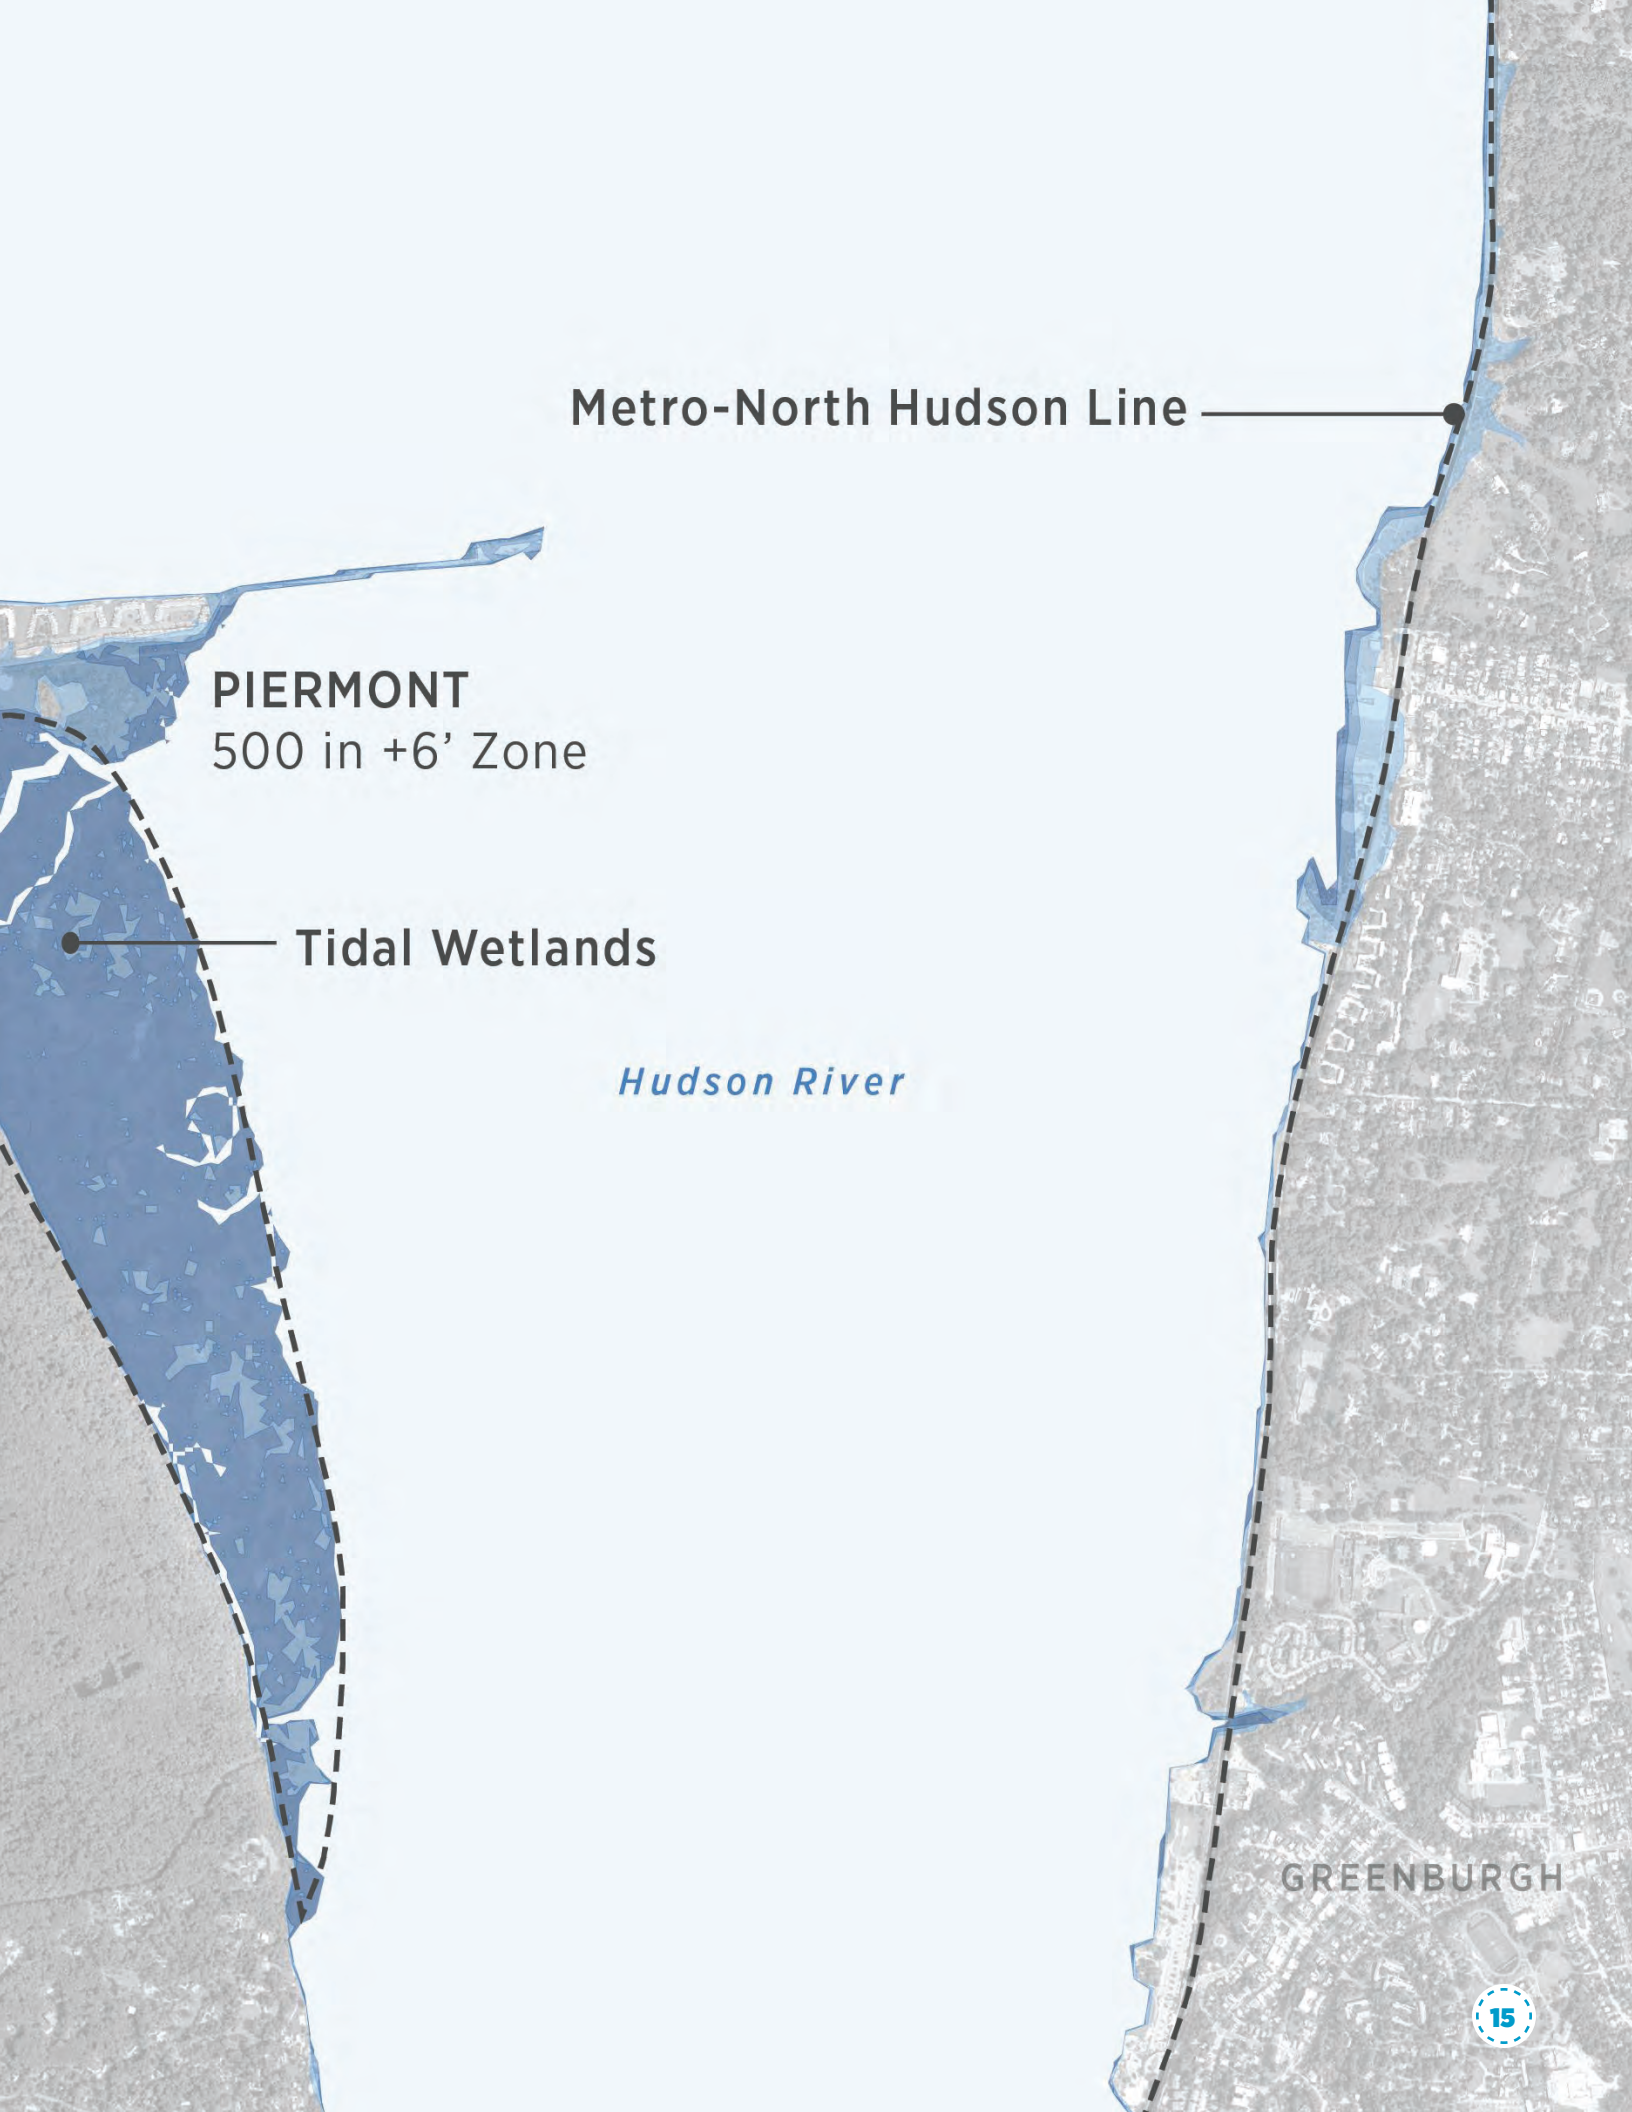 Metro-North Hudson Line
PIERMONT
500 in +6’ Zone
Tidal Wetlands
Hudson River
GREENBURGH
15